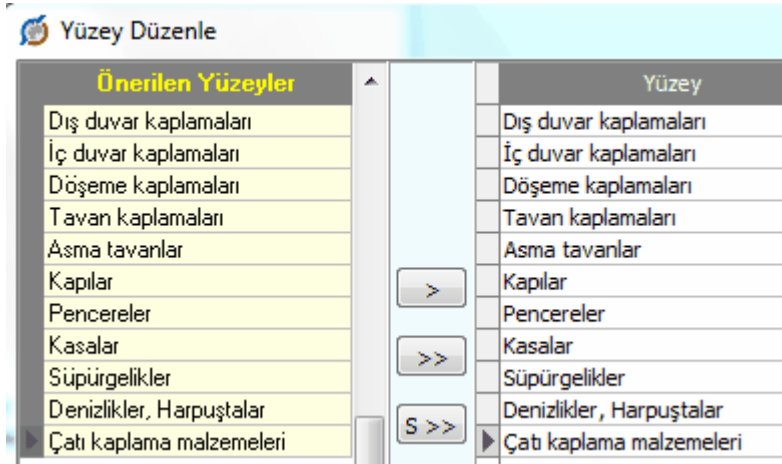 Yüzey Düzenle
Önerilen Yüzeyler
Dış duvar kaplamaları
İç duvar kaplamaları
Döşeme kaplamaları
Tavan kaplamaları
Asma tavanlar
Kapılar
Pencereler
Kasalar
Süpürgelikler
Denizlikler, Harpuştalar
Çatı kaplama malzemeleri
>
>>
S >>
Yüzey
Dış duvar kaplamaları
İç duvar kaplamaları
Döşeme kaplamaları
Tavan kaplamaları
Asma tavanlar
Kapılar
Pencereler
Kasalar
Süpürgelikler
Denizlikler, Harpuştalar
Çatı kaplama malzemeleri